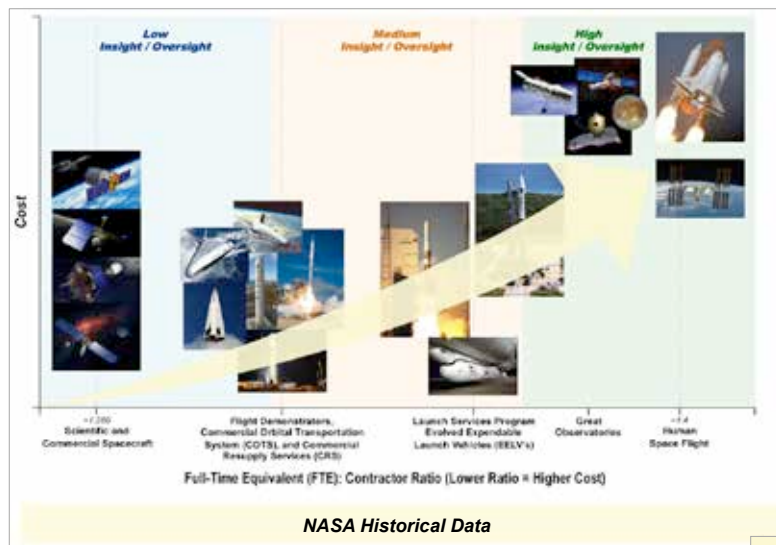 Low
Insight / Oversight
Medium
Insight / Oversight
High
Insight / Oversight
Cost
Scientific and
Commercial Spacecraft
Flight Demonstrators,
Commercial Orbital Transportation
System (COTS), and Commercial
Resupply Services (CRS)
Launch Services Program
Evolved Expendable
Launch Vehicles (EELV's)
Great
Observatories
Human
Space Flight
Full-Time Equivalent (FTE): Contractor Ratio (Lower Ratio = Higher Cost)
NASA Historical Data